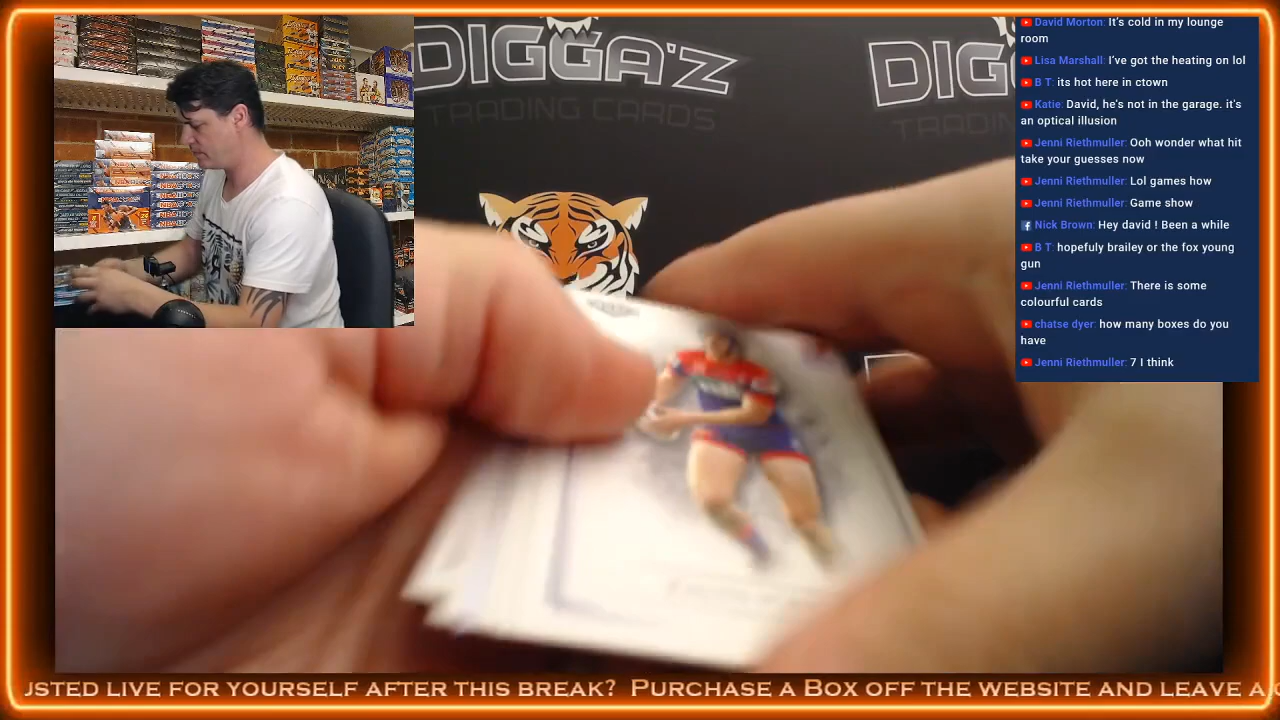 DIGGA'Z
TRADING CARDS
DIG
TRADIN
David Morton: It's cold in my lounge
room
Lisa Marshall: I've got the heating on lol
B T: its hot here in ctown
Katie: David, he's not in the garage. it's
an optical illusion
Jenni Riethmuller: Ooh wonder what hit
take your guesses now
Jenni Riethmuller: Lol games how
Jenni Riethmuller: Game show
Nick Brown: Hey david ! Been a while
B T: hopefuly brailey or the fox young
gun
Jenni Riethmuller: There is some
colourful cards
chatse dyer: how many boxes do you
have
Jenni Riethmuller: 7 I think
USTED LIVE FOR YOURSELF AFTER THIS BREAK? PURCHASE A BOX OFF THE WEBSITE AND LEAVE A